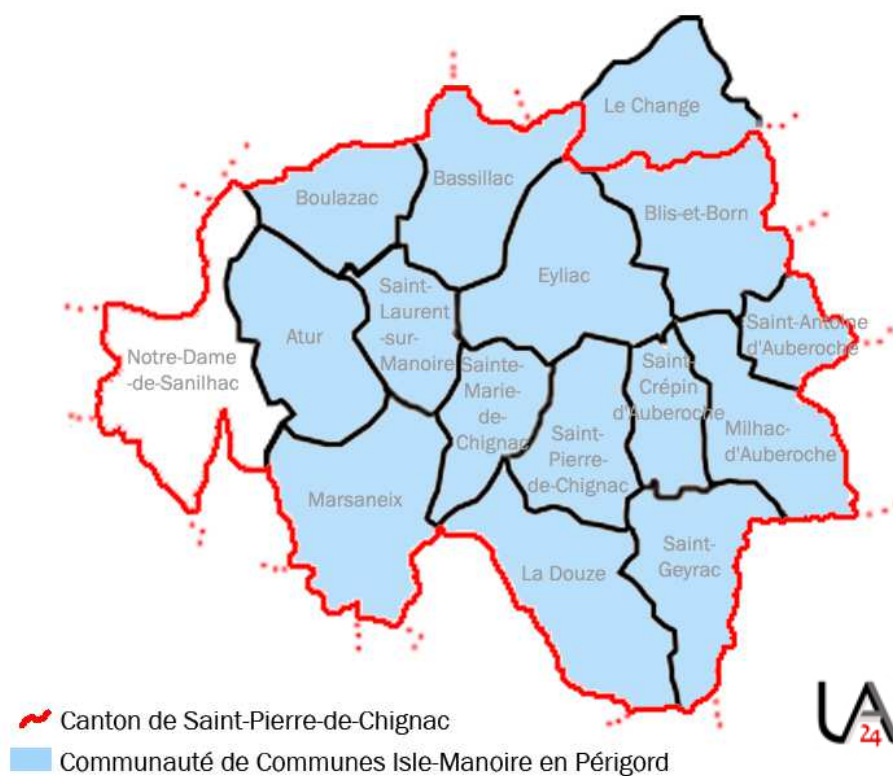 Le Change
Bassillac
Boulazac
Blis-et-Born
Eyliac
Saint-
Laurent
-sur-
Manoire
Saint-Antoine
d'Auberoche
Atur
Notre-Dame
-de-Sanilhac
Sainte-
Marie-
de-
Chignac
Saint-
Crépin
d'Auberoche
Saint-
Pierre-
de-Chignac
Milhac-
d'Auberoche
Marsaneix
Saint-
Geyrac
La Douze
Canton de Saint-Pierre-de-Chignac
Communauté de Communes Isle-Manoire en Périgord
24